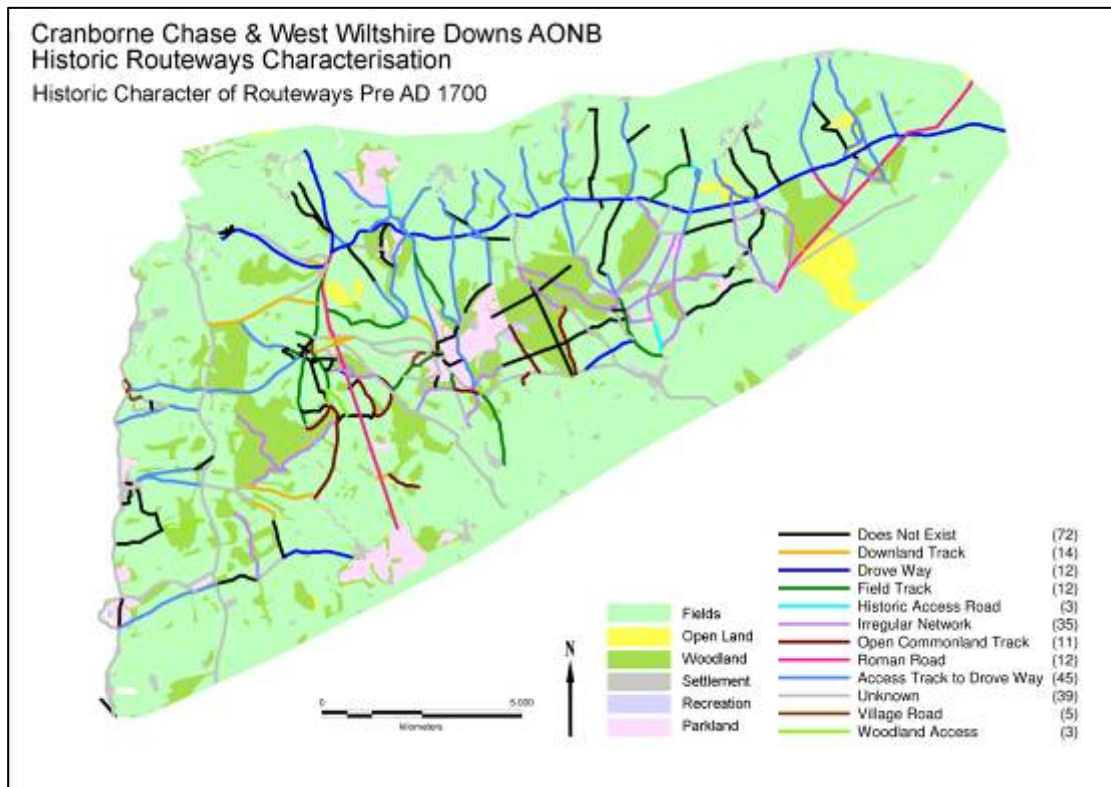 Cranborne Chase & West Wiltshire Downs AONB
Historic Routeways Characterisation
Historic Character of Routeways Pre AD 1700
Does Not Exist (72)
Downland Track (14)
Drove Way (12)
Field Track (12)
Historic Access Road (3)
Irregular Network (35)
Open Commonland Track (11)
Roman Road (12)
Access Track to Drove Way (45)
Unknown (39)
Village Road (5)
Woodland Access (3)
Fields
Open Land
Woodland
Settlement
Recreation
Parkland
N
0 5.000
kilometers